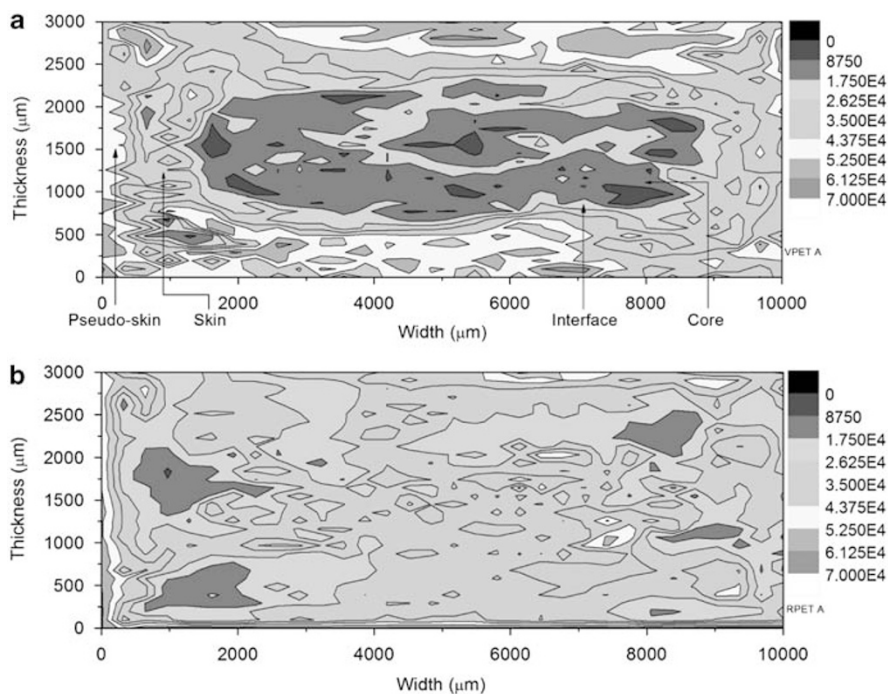 a
3000
2500
2000
1500
1000
500
0
Thickness (μm)
0
2000
4000
6000
8000
10000
Pseudo-skin
Skin
Width (μm)
Interface
Core
0
8750
1.750E4
2.625E4
3.500E4
4.375E4
5.250E4
6.125E4
7.000E4
VPET A
b
3000
2500
2000
1500
1000
500
0
Thickness (μm)
0
2000
4000
6000
8000
10000
Width (μm)
0
8750
1.750E4
2.625E4
3.500E4
4.375E4
5.250E4
6.125E4
7.000E4
RPET A